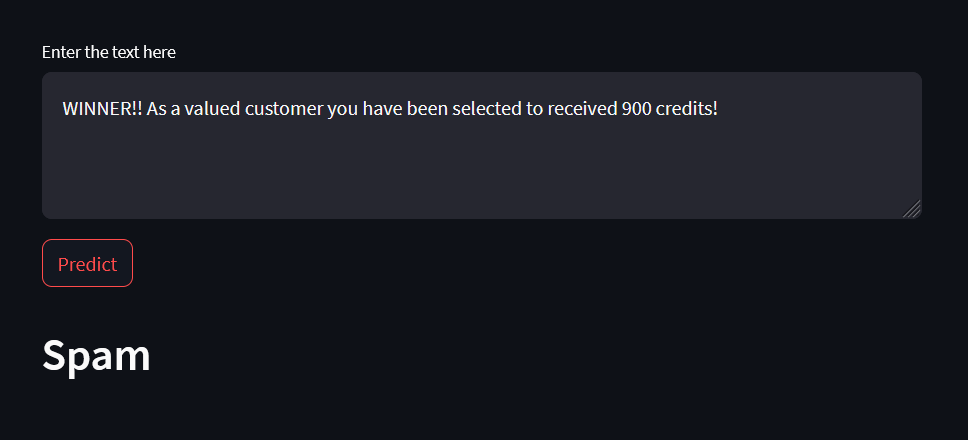 Enter the text here
WINNER!! As a valued customer you have been selected to received 900 credits!
Predict
Spam